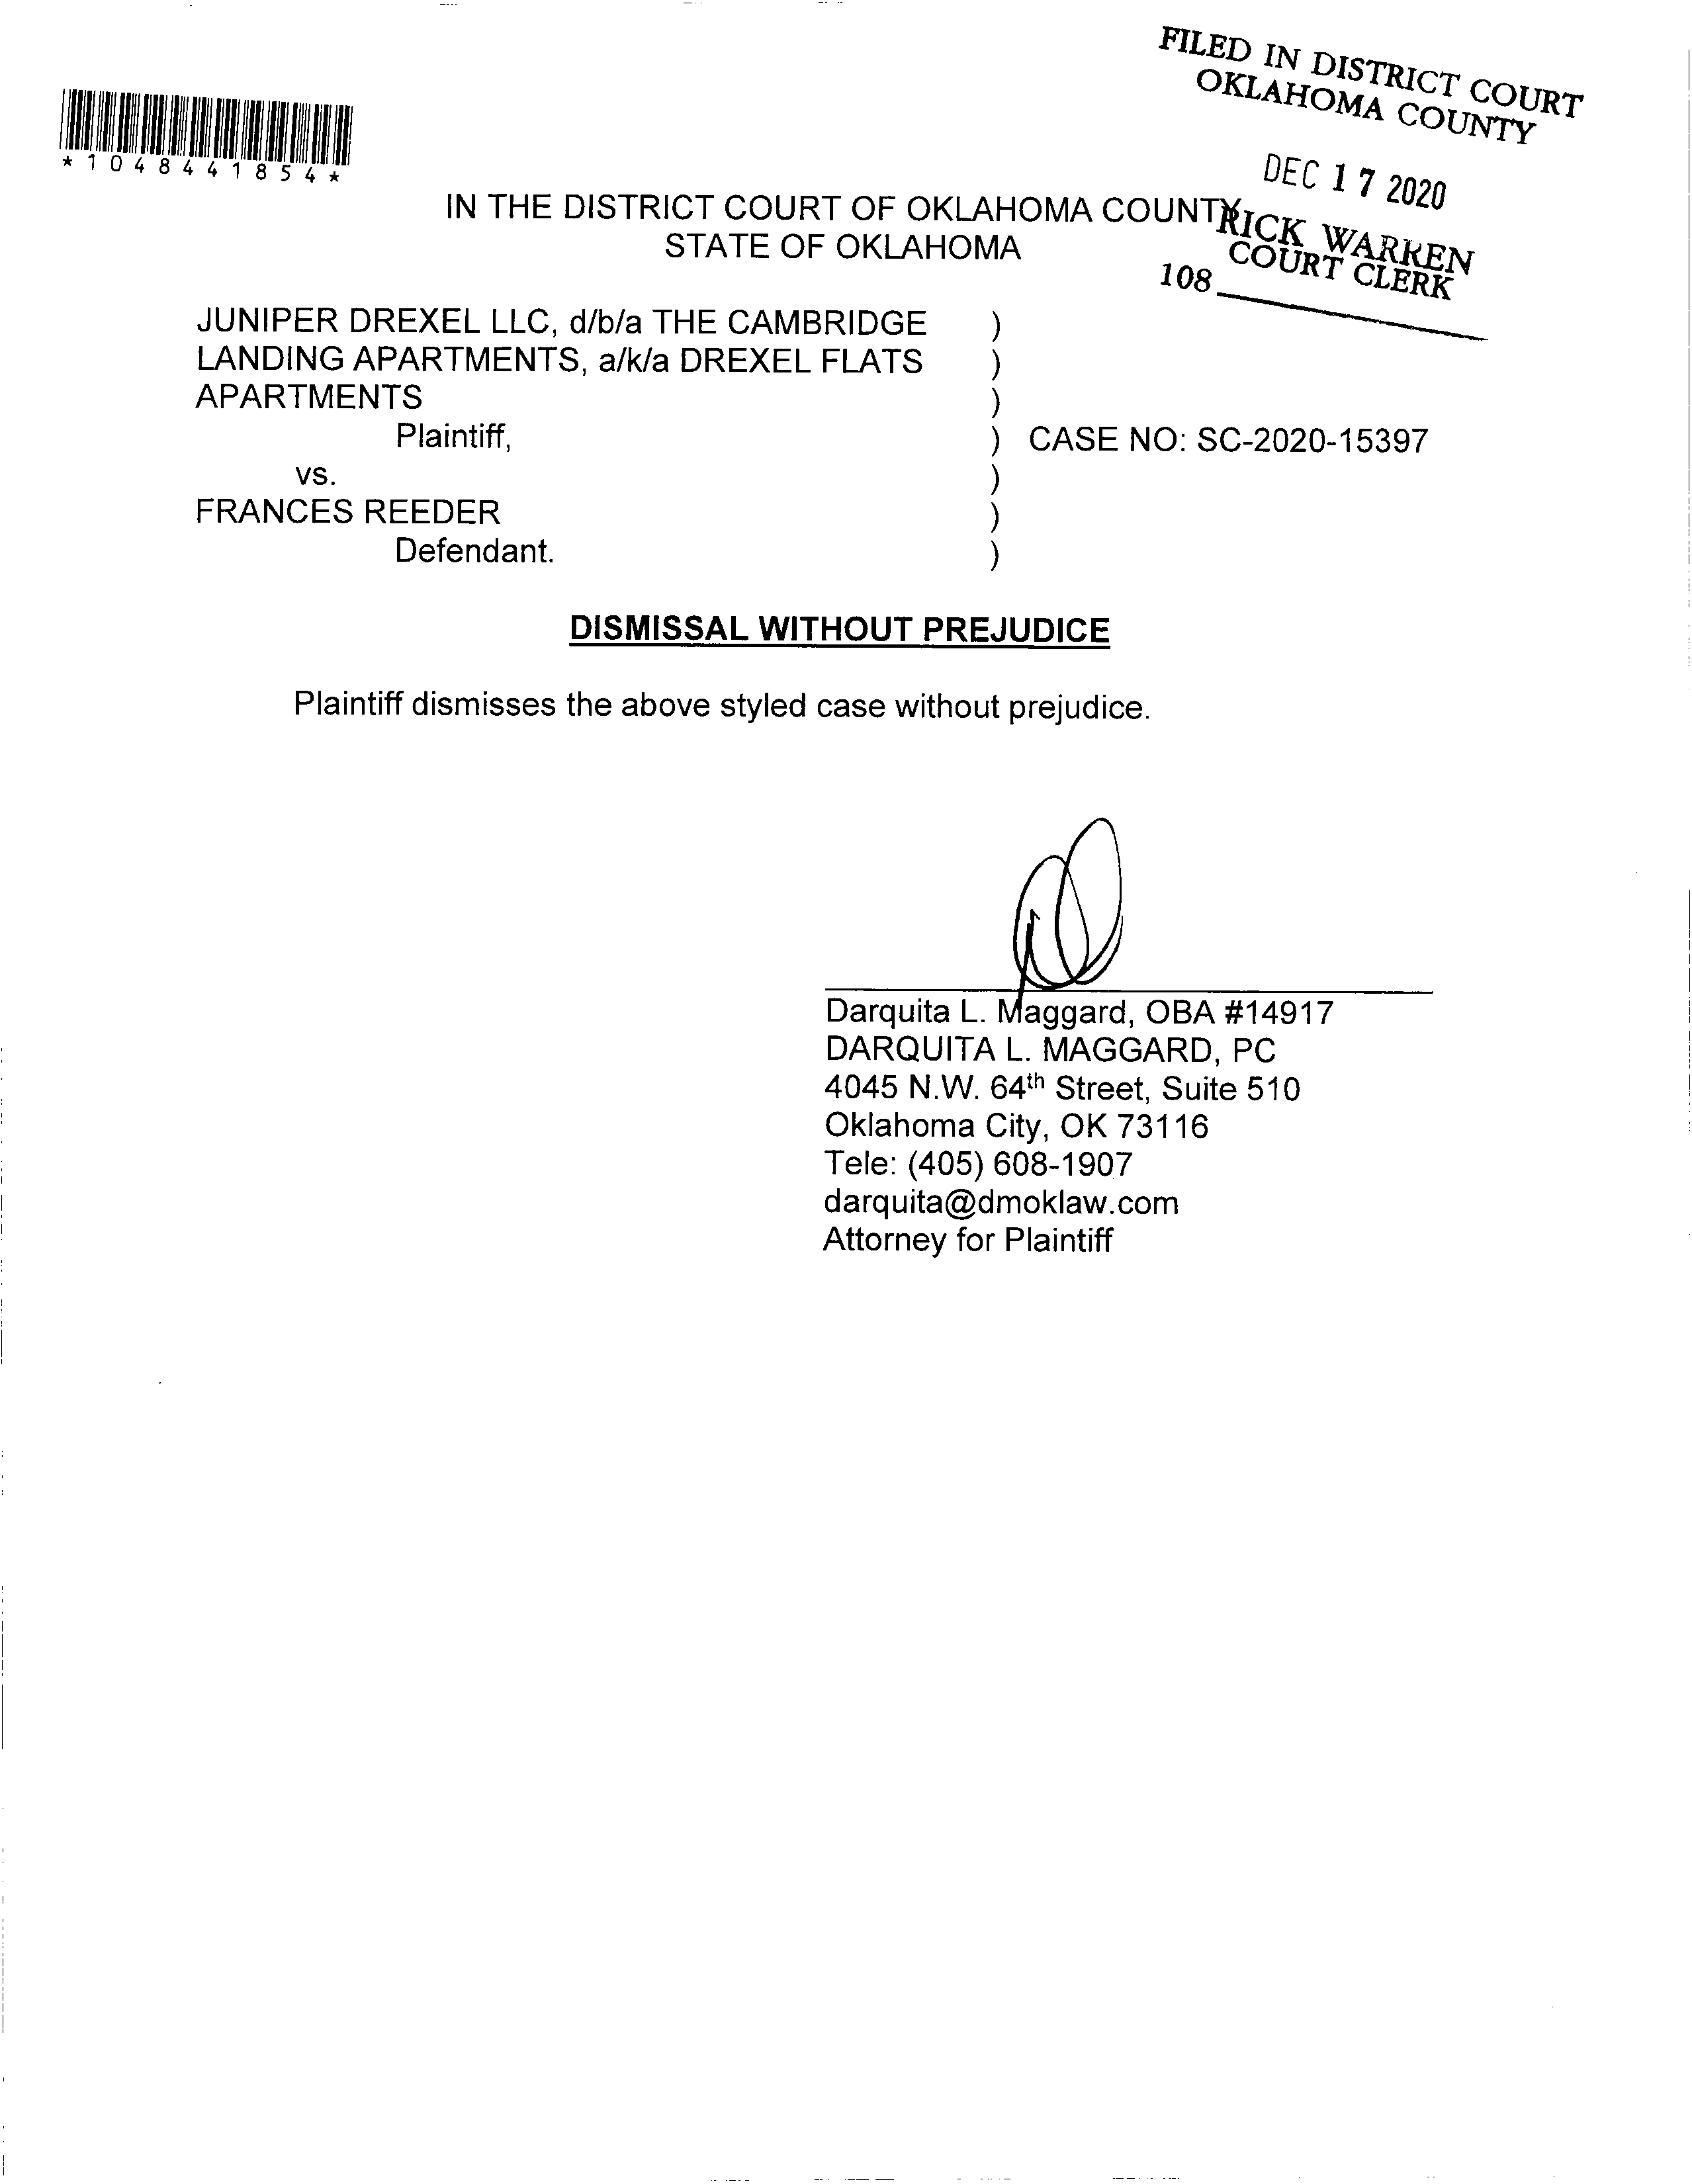 FILED IN DISTRICT COURT
OKLAHOMA COUNTY
*1048441854*
DEC 17 2020
IN THE DISTRICT COURT OF OKLAHOMA COUNTY
RICK WARREN
STATE OF OKLAHOMA
COURT CLERK
108
JUNIPER DREXEL LLC, d/b/a THE CAMBRIDGE )
LANDING APARTMENTS, a/k/a DREXEL FLATS )
APARTMENTS )
Plaintiff, ) CASE NO: SC-2020-15397
vs. )
FRANCES REEDER )
Defendant. )
DISMISSAL WITHOUT PREJUDICE
Plaintiff dismisses the above styled case without prejudice.
Darquita L. Maggard, OBA #14917
DARQUITA L. MAGGARD, PC
4045 N.W. 64th Street, Suite 510
Oklahoma City, OK 73116
Tele: (405) 608-1907
darquita@dmoklaw.com
Attorney for Plaintiff